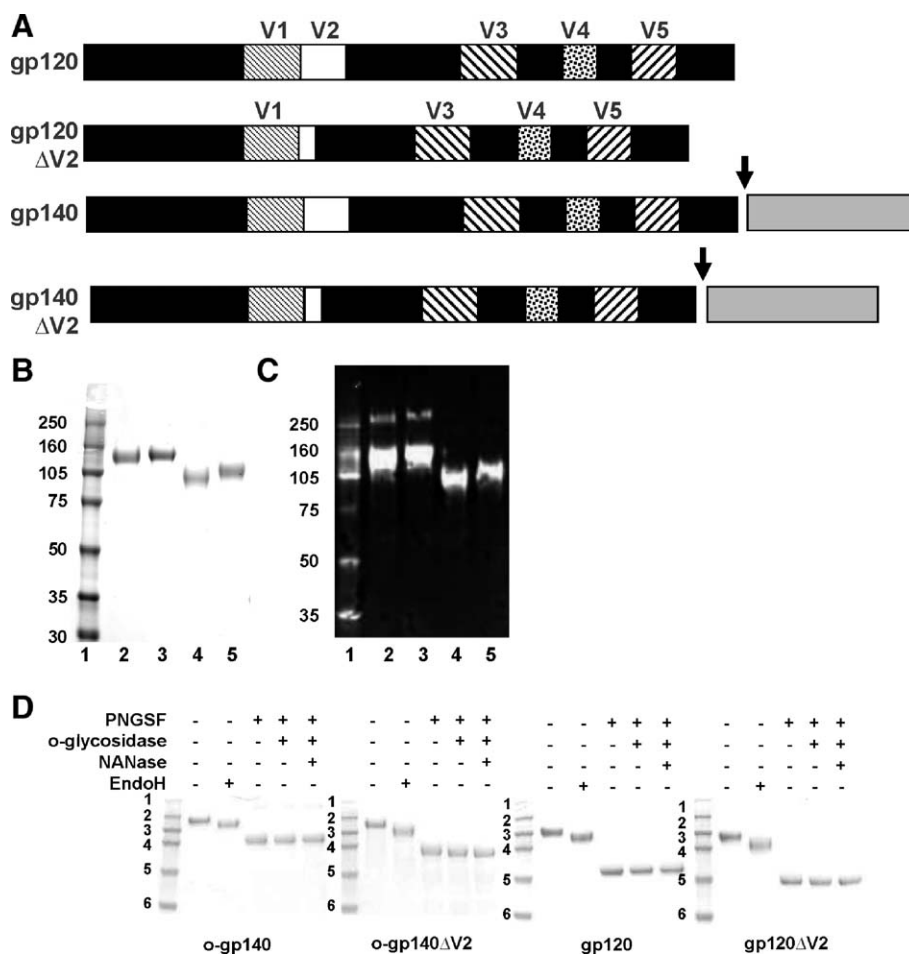 A
V1 V2 V3 V4 V5
gp120
V1 V3 V4 V5
gp120
ΔV2
gp140
gp140
ΔV2
B
250
160
105
75
50
35
30
1 2 3 4 5
C
250
160
105
75
50
35
1 2 3 4 5
D
PNGSF - - + + + - - + + + - - + + + - - + + +
o-glycosidase - - - + + - - - + + - - - + + - - - + +
NANase - - - - + - - - - + - - - - + - - - - +
EndoH - + - - - - + - - - - + - - - - + - - -
1 1 1 1
2 2 2 2
3 3 3 3
4 4 4 4
5 5 5 5
6 6 6 6
o-gp140 o-gp140ΔV2 gp120 gp120ΔV2